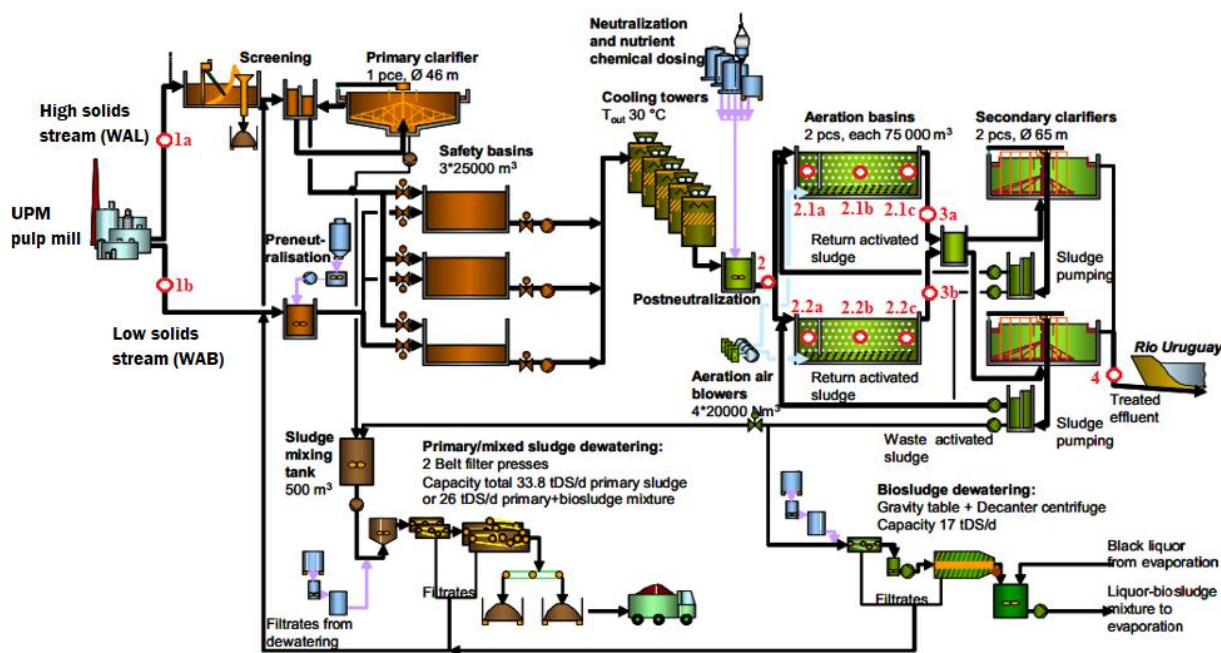 Screening
Primary clarifier
1 pce, Ø 46 m
High solids
stream (WAL)
1a
UPM
pulp mill
1b
Low solids
stream (WAB)
Preneut-
ralisation
Safety basins
3*25000 m³
Neutralization
and nutrient
chemical dosing
Cooling towers
T_out 30 °C
Postneutralization
2
Aeration basins
2 pcs, each 75 000 m³
2.1a 2.1b 2.1c
3a
Return activated
sludge
2.2a 2.2b 2.2c
3b
Return activated
sludge
Aeration air
blowers
4*20000 Nm³
Secondary clarifiers
2 pcs, Ø 65 m
Sludge
pumping
Rio Uruguay
4
Treated
effluent
Sludge
pumping
Waste activated
sludge
Sludge
mixing
tank
500 m³
Primary/mixed sludge dewatering:
2 Belt filter presses
Capacity total 33.8 tDS/d primary sludge
or 26 tDS/d primary+biosludge mixture
Filtrates
Filtrates from
dewatering
Biosludge dewatering:
Gravity table + Decanter centrifuge
Capacity 17 tDS/d
Filtrates
Black liquor
from evaporation
Liquor-biosludge
mixture to
evaporation